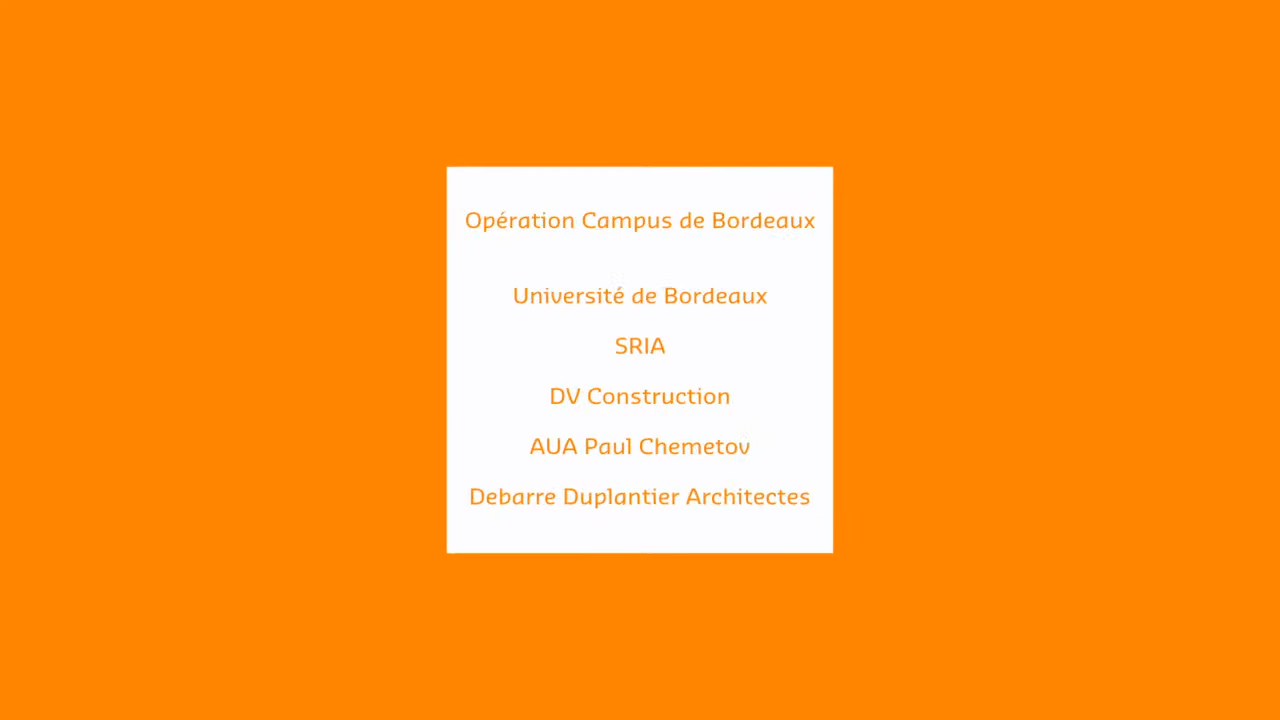 Opération Campus de Bordeaux
Université de Bordeaux
SRIA
DV Construction
AUA Paul Chemetov
Debarre Duplantier Architectes